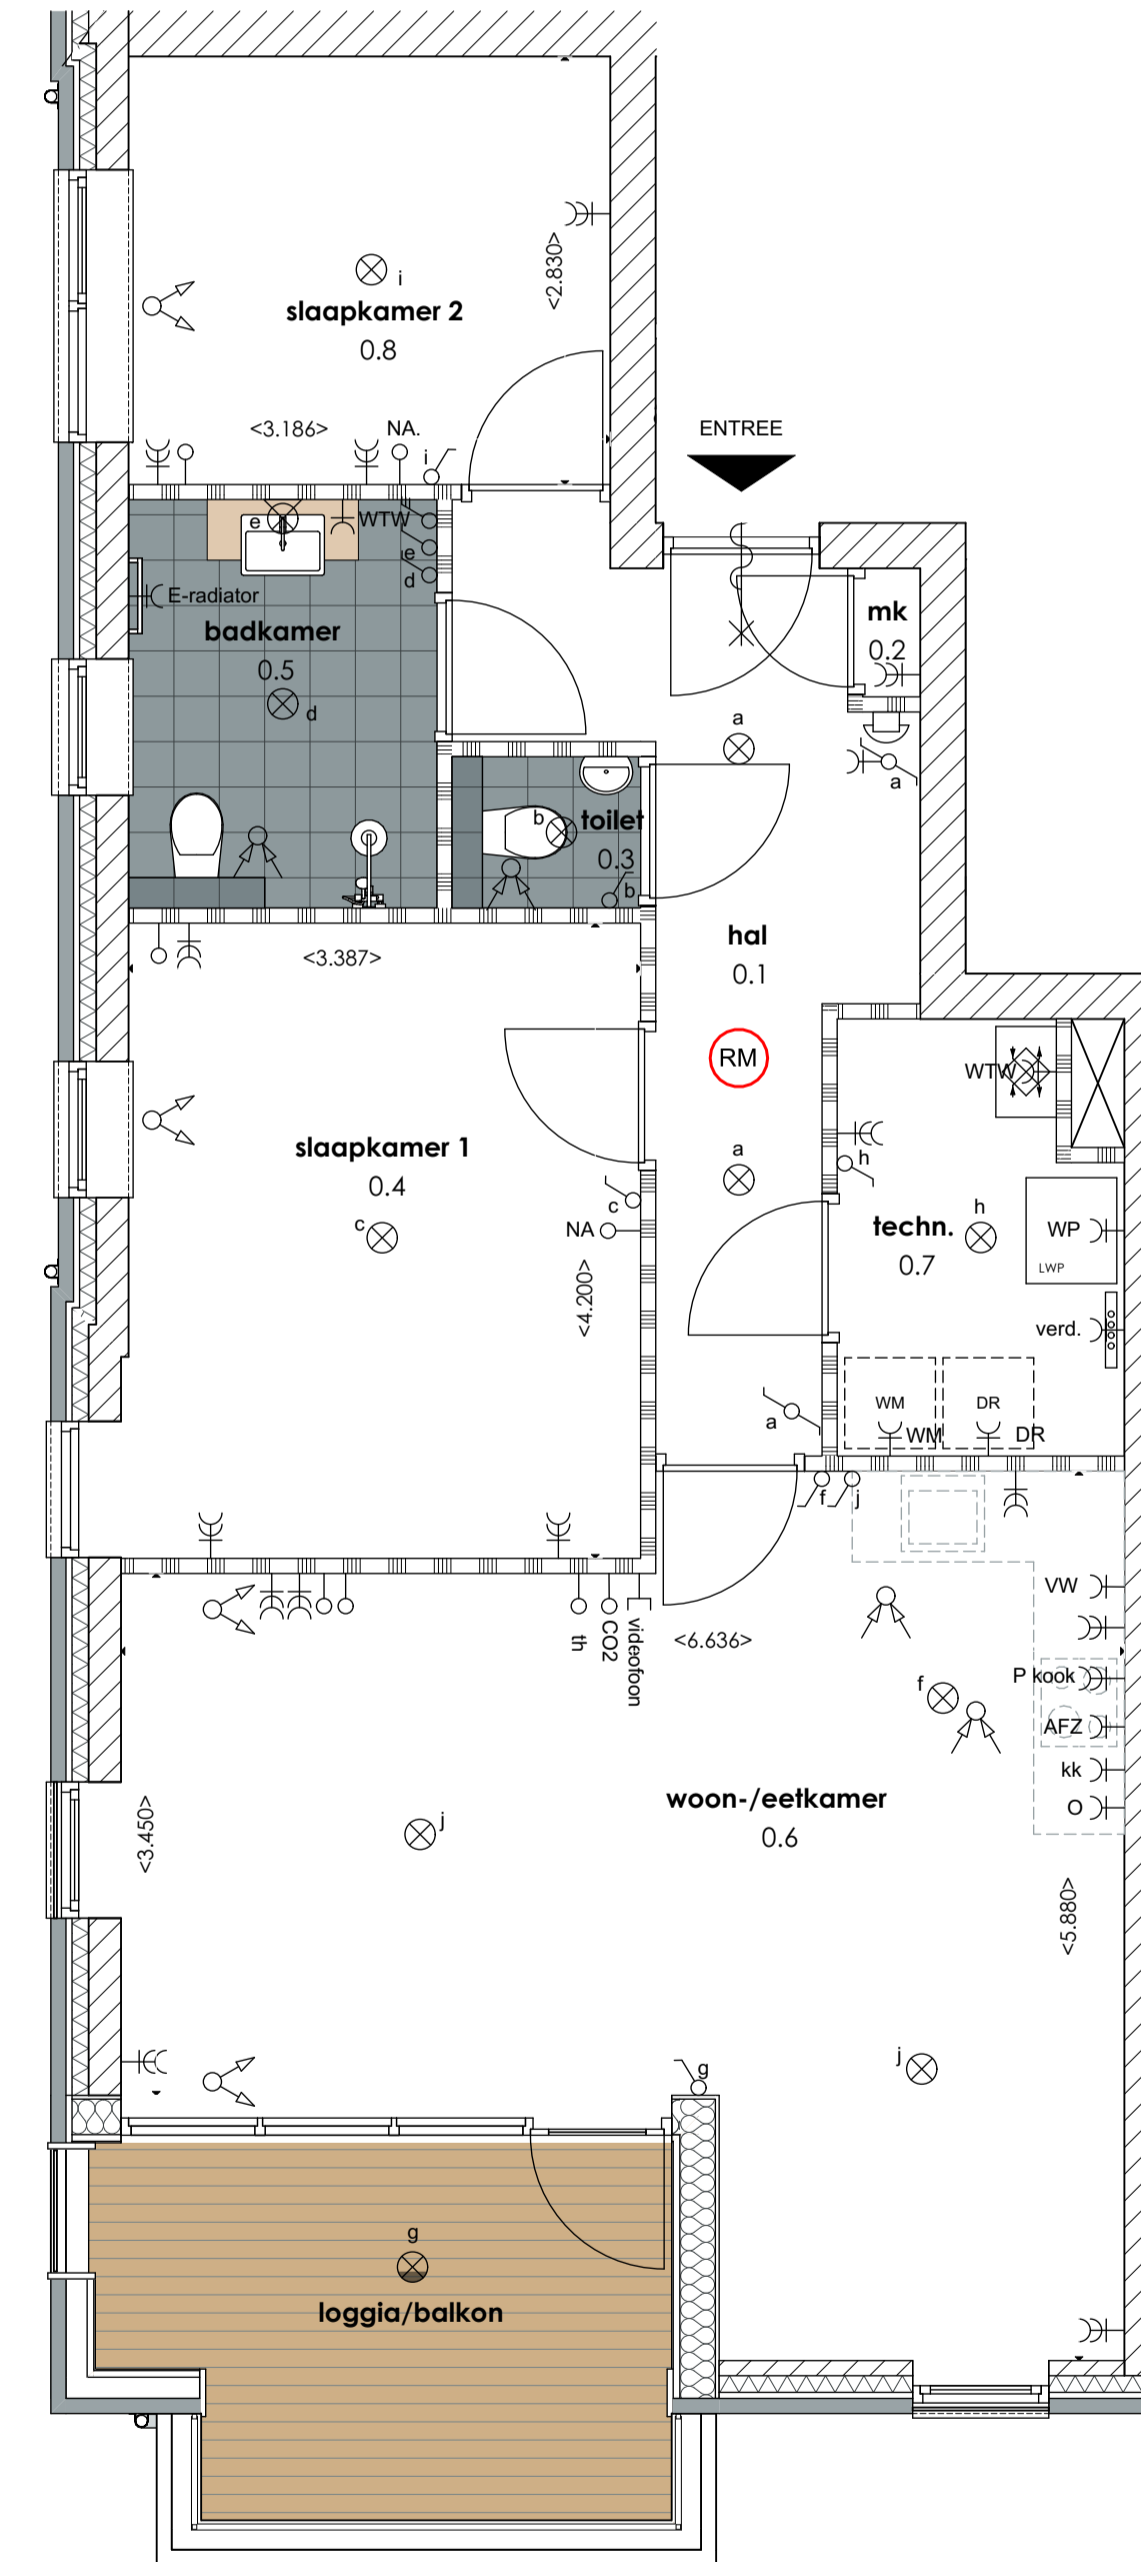 i
<2.830>
slaapkamer 2
0.8
<3.186>
NA.
i
ENTREE
e
WTW
e
d
E-radiator
badkamer
0.5
d
mk
0.2
a
a
b
toilet
0.3
b
hal
0.1
<3.387>
RM
WTW
slaapkamer 1
0.4
a
h
c
c
NA
<4.200>
techn.
0.7
h
WP
LWP
verd.
WM
DR
WM
DR
a
f
j
VW
th
CO2
videofoon
<6.636>
P kook
f
AFZ
kk
O
woon-/eetkamer
0.6
j
<3.450>
<5.880>
j
g
g
loggia/balkon